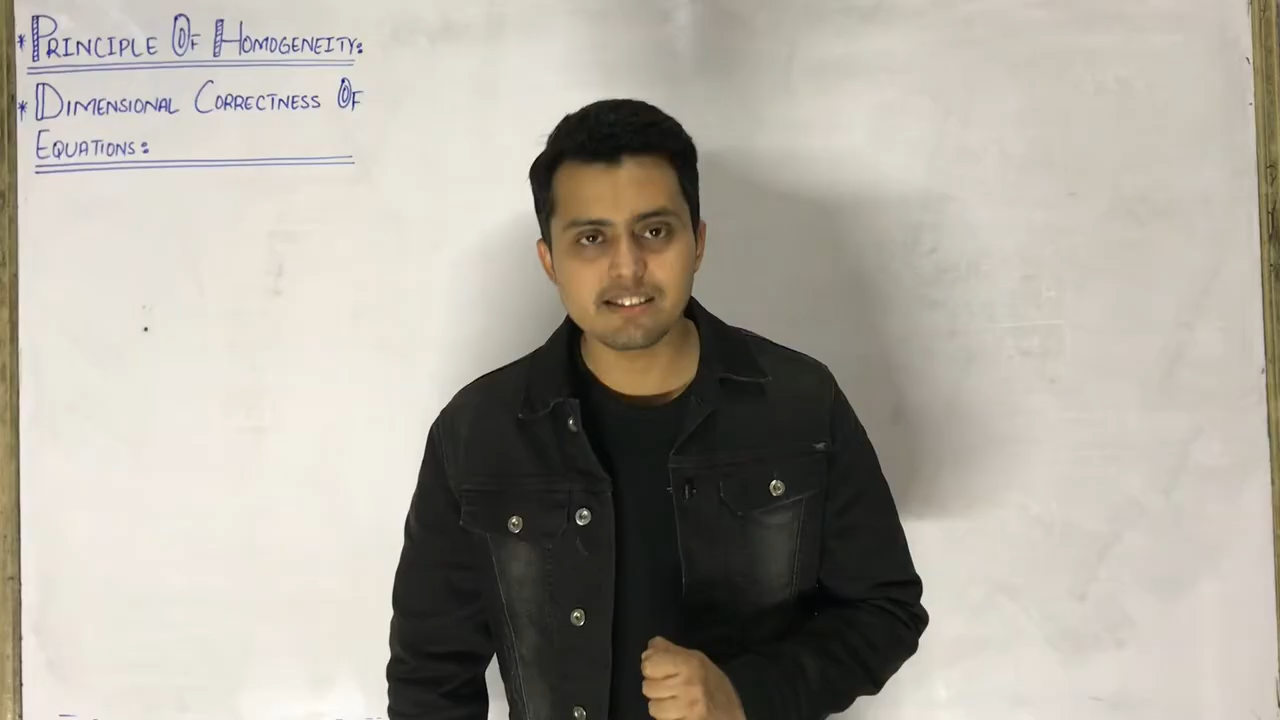 * PRINCIPLE OF HOMOGENEITY:
* DIMENSIONAL CORRECTNESS OF
EQUATIONS: